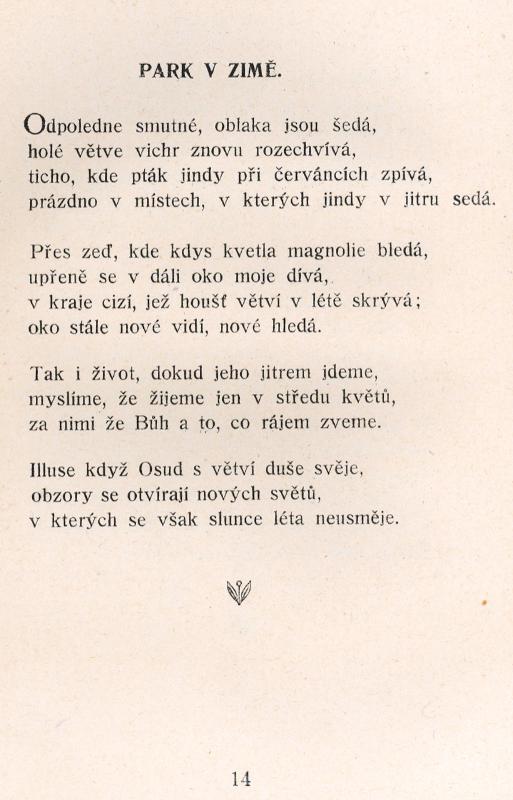 PARK V ZIMĚ.
Odpoledne smutné, oblaka jsou šedá,
holé větve vichr znovu rozechvívá,
ticho, kde pták jindy při červáncích zpívá,
prázdno v místech, v kterých jindy v jitru sedá.
Přes zeď, kde kdys kvetla magnolie bledá,
upřeně se v dáli oko moje dívá,
v kraje cizí, jež houšť větví v létě skrývá;
oko stále nové vidí, nové hledá.
Tak i život, dokud jeho jitrem jdeme,
myslíme, že žijeme jen v středu květů,
za nimi že Bůh a to, co rájem zveme.
Illuse když Osud s větví duše svěje,
obzory se otvírají nových světů,
v kterých se však slunce léta neusměje.
14